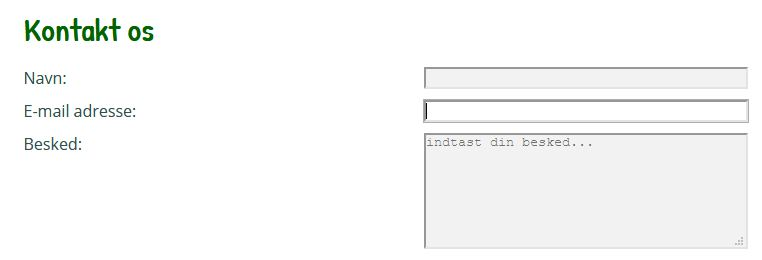 Kontakt os
Navn:
E-mail adresse:
Besked:
indtast din besked...